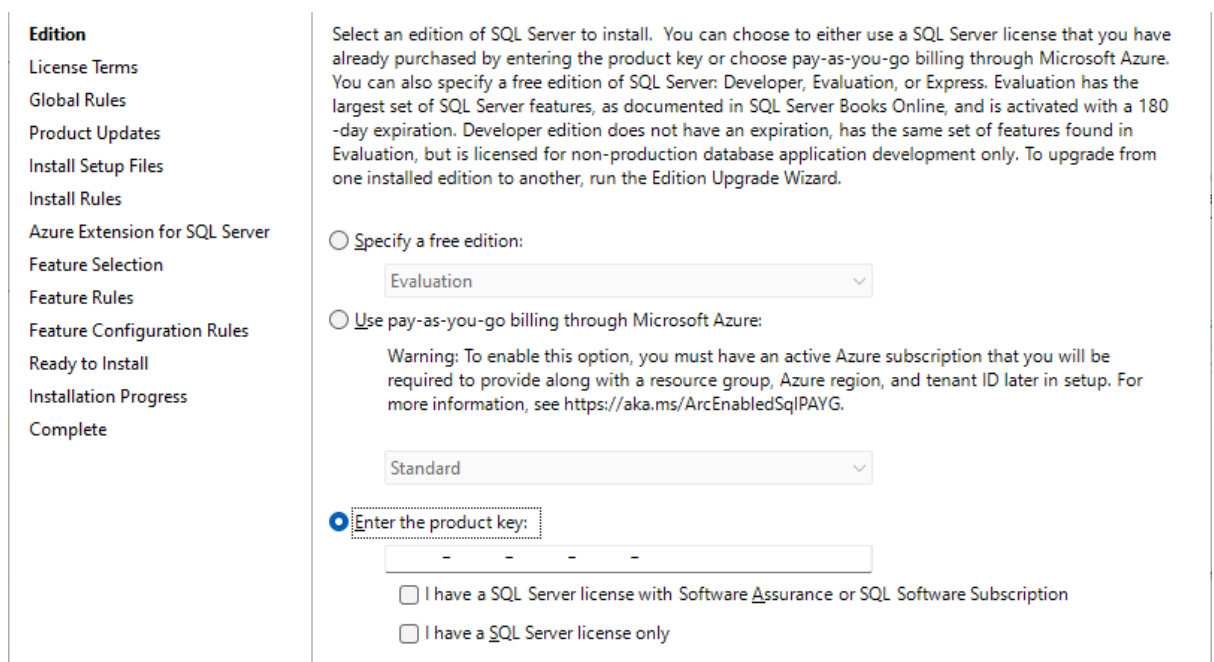 Edition
License Terms
Global Rules
Product Updates
Install Setup Files
Install Rules
Azure Extension for SQL Server
Feature Selection
Feature Rules
Feature Configuration Rules
Ready to Install
Installation Progress
Complete
Select an edition of SQL Server to install.  You can choose to either use a SQL Server license that you have
already purchased by entering the product key or choose pay-as-you-go billing through Microsoft Azure.
You can also specify a free edition of SQL Server: Developer, Evaluation, or Express. Evaluation has the
largest set of SQL Server features, as documented in SQL Server Books Online, and is activated with a 180
-day expiration. Developer edition does not have an expiration, has the same set of features found in
Evaluation, but is licensed for non-production database application development only. To upgrade from
one installed edition to another, run the Edition Upgrade Wizard.
Specify a free edition:
Evaluation
Use pay-as-you-go billing through Microsoft Azure:
Warning: To enable this option, you must have an active Azure subscription that you will be
required to provide along with a resource group, Azure region, and tenant ID later in setup. For
more information, see https://aka.ms/ArcEnabledSqlPAYG.
Standard
Enter the product key:
- - - -
I have a SQL Server license with Software Assurance or SQL Software Subscription
I have a SQL Server license only